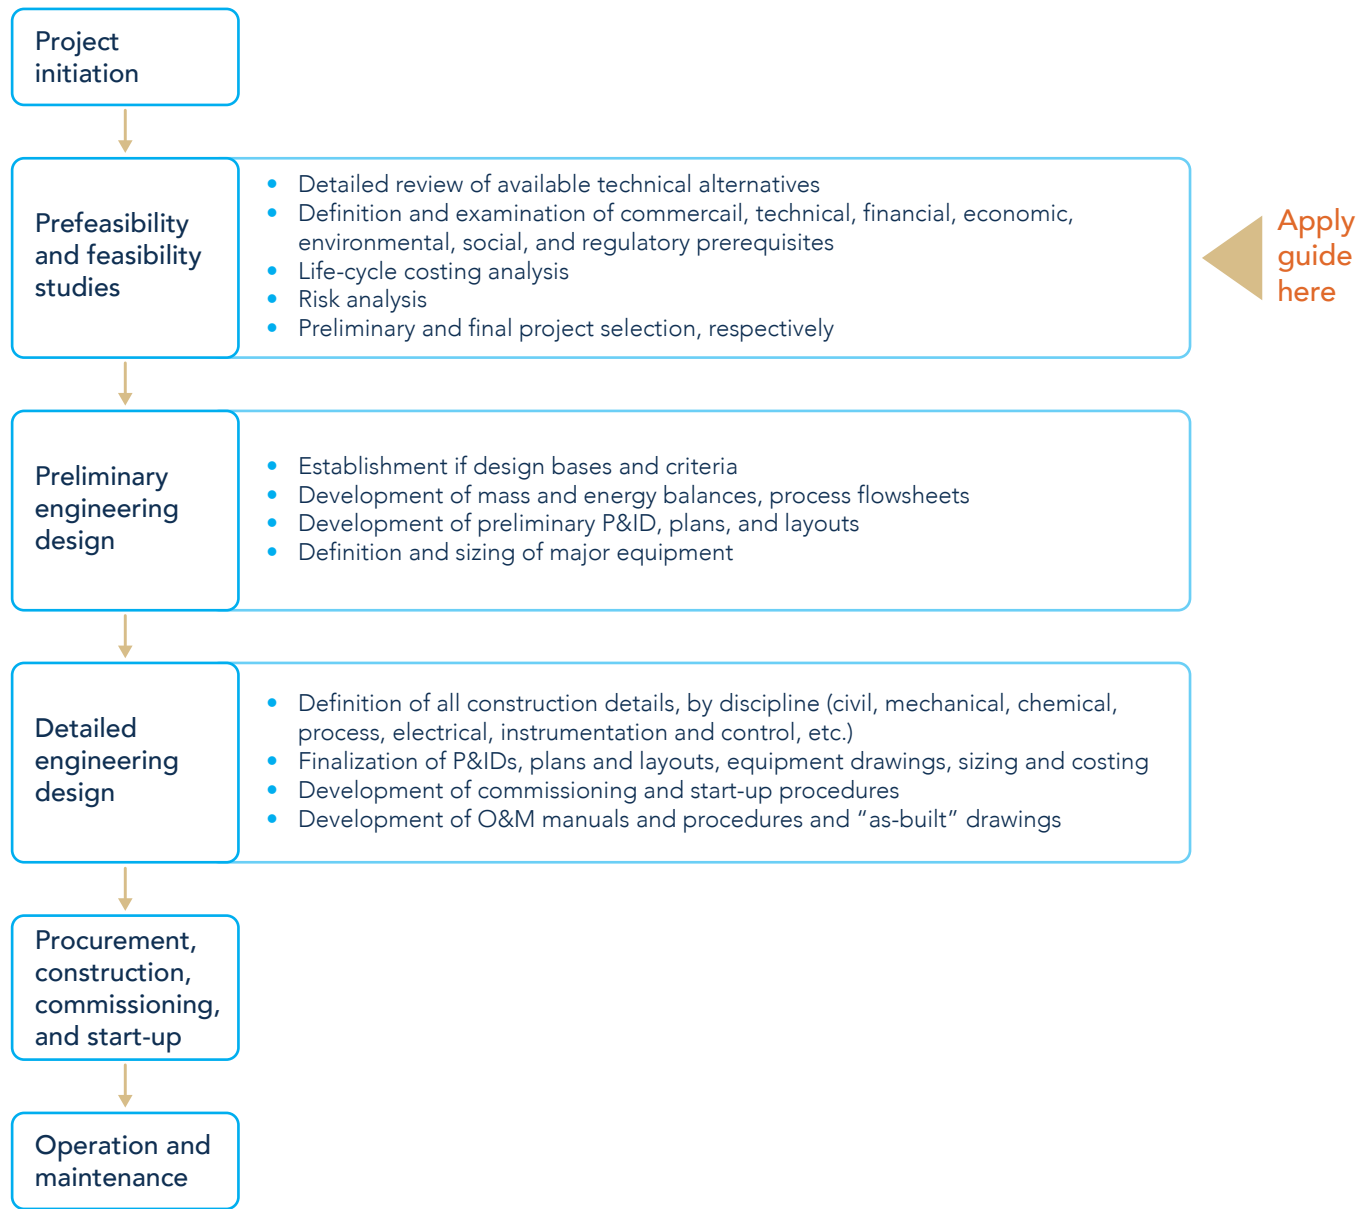 Project
initiation
Prefeasibility
and feasibility
studies
• Detailed review of available technical alternatives
• Definition and examination of commercail, technical, financial, economic,
environmental, social, and regulatory prerequisites
• Life-cycle costing analysis
• Risk analysis
• Preliminary and final project selection, respectively
Apply
guide
here
Preliminary
engineering
design
• Establishment if design bases and criteria
• Development of mass and energy balances, process flowsheets
• Development of preliminary P&ID, plans, and layouts
• Definition and sizing of major equipment
Detailed
engineering
design
• Definition of all construction details, by discipline (civil, mechanical, chemical,
process, electrical, instrumentation and control, etc.)
• Finalization of P&IDs, plans and layouts, equipment drawings, sizing and costing
• Development of commissioning and start-up procedures
• Development of O&M manuals and procedures and “as-built” drawings
Procurement,
construction,
commissioning,
and start-up
Operation and
maintenance